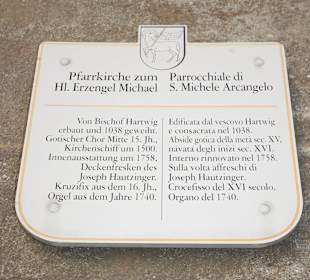 Pfarrkirche zum
Hl. Erzengel Michael
Von Bischof Hartwig
erbaut und 1038 geweiht.
Gotischer Chor Mitte 15. Jh.,
Kirchenschiff um 1500,
Innenausstattung um 1758,
Deckenfresken des
Joseph Hautzinger.
Kruzifix aus dem 16. Jh.,
Orgel aus dem Jahre 1740.
Parrocchiale di
S. Michele Arcangelo
Edificata dal vescovo Hartwig
e consacrata nel 1038.
Abside gotica della metà sec. XV,
navata degli inizi sec. XVI.
Interno rinnovato nel 1758.
Sulla volta affreschi di
Joseph Hautzinger.
Crocefisso del XVI secolo.
Organo del 1740.